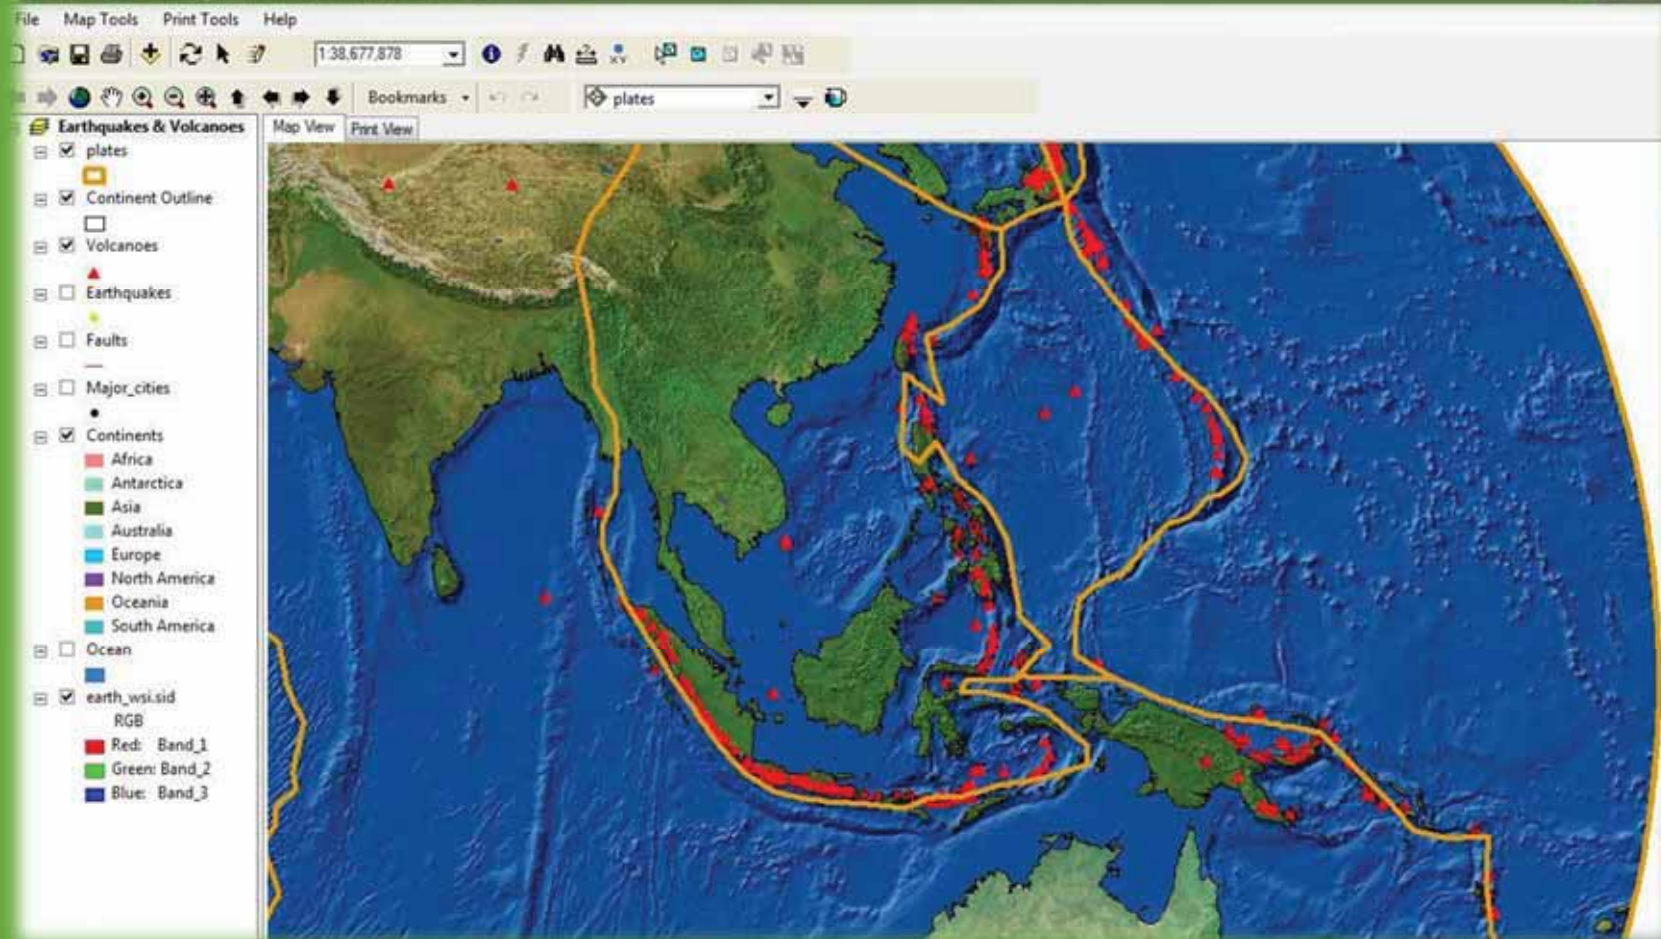 File Map Tools Print Tools Help
1:38,677,878
XY
Bookmarks plates
Earthquakes & Volcanoes
Map View Print View
plates
Continent Outline
Volcanoes
Earthquakes
Faults
Major_cities
Continents
Africa
Antarctica
Asia
Australia
Europe
North America
Oceania
South America
Ocean
earth_wsi.sid
RGB
Red: Band_1
Green: Band_2
Blue: Band_3